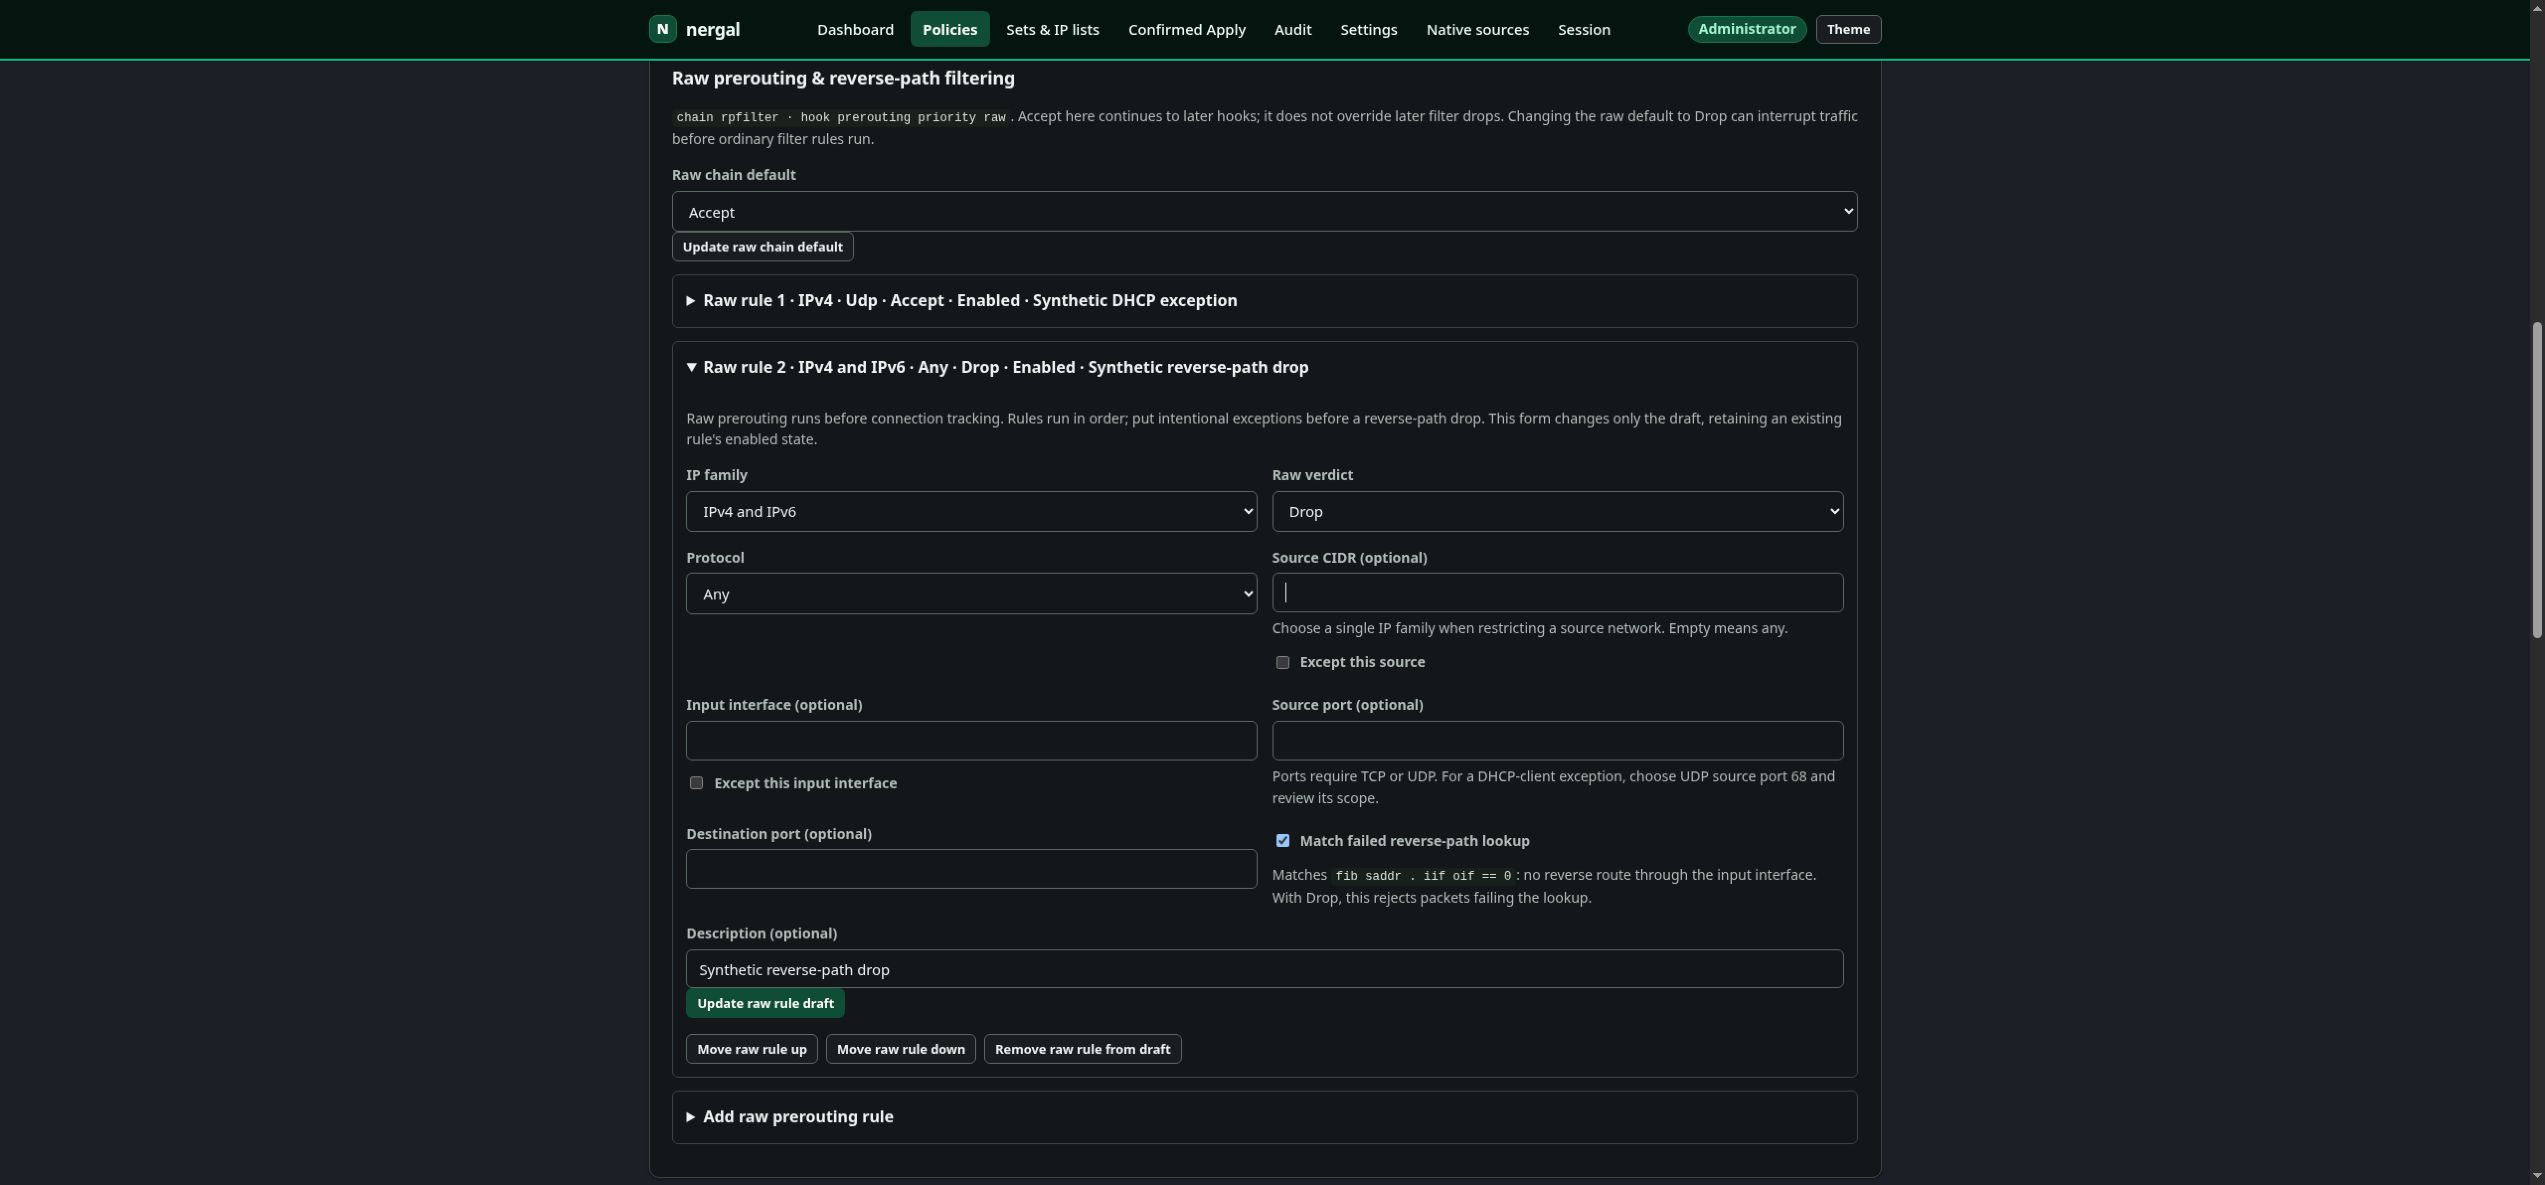 N nergal Dashboard Policies Sets & IP lists Confirmed Apply Audit Settings Native sources Session Administrator Theme
Raw prerouting & reverse-path filtering
chain rpfilter · hook prerouting priority raw . Accept here continues to later hooks; it does not override later filter drops. Changing the raw default to Drop can interrupt traffic
before ordinary filter rules run.
Raw chain default
Accept
Update raw chain default
Raw rule 1 · IPv4 · Udp · Accept · Enabled · Synthetic DHCP exception
Raw rule 2 · IPv4 and IPv6 · Any · Drop · Enabled · Synthetic reverse-path drop
Raw prerouting runs before connection tracking. Rules run in order; put intentional exceptions before a reverse-path drop. This form changes only the draft, retaining an existing
rule's enabled state.
IP family
IPv4 and IPv6
Raw verdict
Drop
Protocol
Any
Source CIDR (optional)
Choose a single IP family when restricting a source network. Empty means any.
Except this source
Input interface (optional)
Except this input interface
Source port (optional)
Ports require TCP or UDP. For a DHCP-client exception, choose UDP source port 68 and
review its scope.
Destination port (optional)
Match failed reverse-path lookup
Matches fib saddr . iif oif == 0 : no reverse route through the input interface.
With Drop, this rejects packets failing the lookup.
Description (optional)
Synthetic reverse-path drop
Update raw rule draft
Move raw rule up Move raw rule down Remove raw rule from draft
Add raw prerouting rule